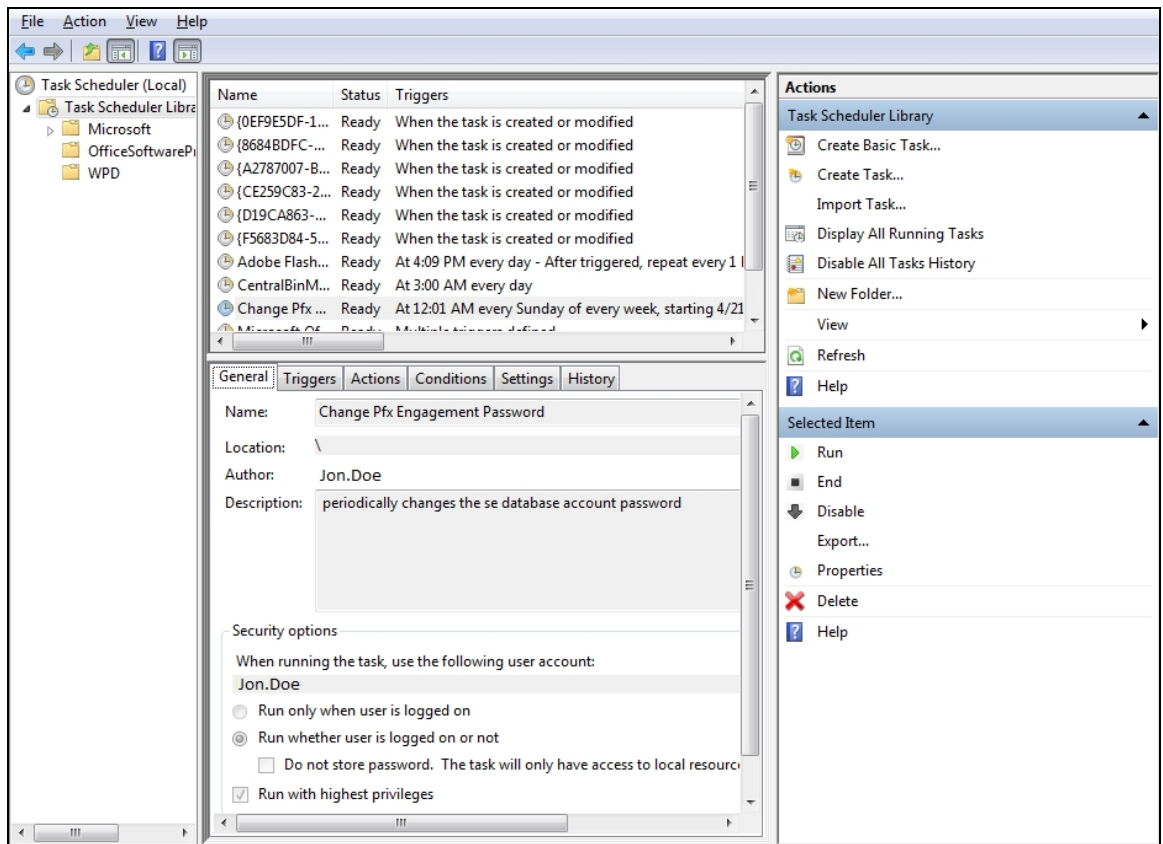 File Action View Help
Task Scheduler (Local)
Task Scheduler Libra
Microsoft
OfficeSoftwarePr
WPD
Name Status Triggers
{0EF9E5DF-1... Ready When the task is created or modified
{8684BDFC-... Ready When the task is created or modified
{A2787007-B... Ready When the task is created or modified
{CE259C83-2... Ready When the task is created or modified
{D19CA863-... Ready When the task is created or modified
{F5683D84-5... Ready When the task is created or modified
Adobe Flash... Ready At 4:09 PM every day - After triggered, repeat every 1
CentralBinM... Ready At 3:00 AM every day
Change Pfx ... Ready At 12:01 AM every Sunday of every week, starting 4/21
Microsoft Of... Ready Multiple triggers defined
General Triggers Actions Conditions Settings History
Name: Change Pfx Engagement Password
Location: \
Author: Jon.Doe
Description: periodically changes the se database account password
Security options
When running the task, use the following user account:
Jon.Doe
Run only when user is logged on
Run whether user is logged on or not
Do not store password. The task will only have access to local resource
Run with highest privileges
Actions
Task Scheduler Library
Create Basic Task...
Create Task...
Import Task...
Display All Running Tasks
Disable All Tasks History
New Folder...
View
Refresh
Help
Selected Item
Run
End
Disable
Export...
Properties
Delete
Help